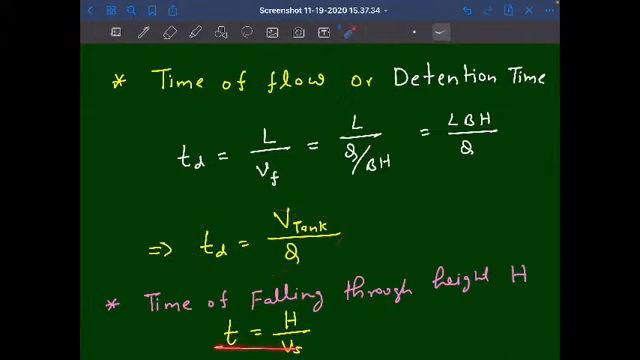 Screenshot 11-19-2020 15.37.34
* Time of flow or Detention Time
t_d = L / V_f = L / (Q/BH) = LBH / Q
⇒ t_d = V_Tank / Q
* Time of Falling through height H
t = H / V_s